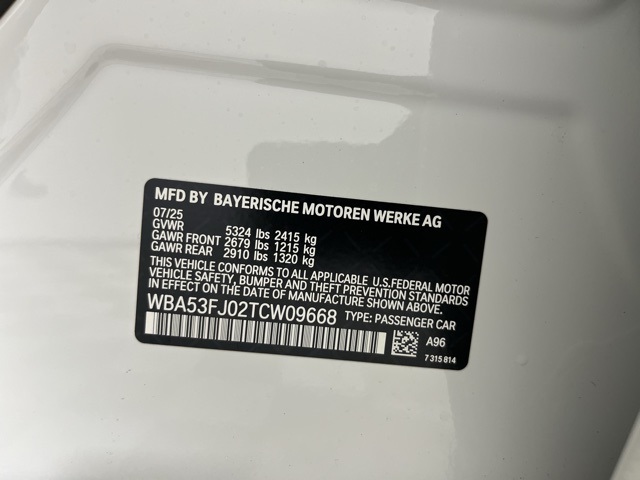 MFD BY BAYERISCHE MOTOREN WERKE AG
07/25
GVWR 5324 lbs 2415 kg
GAWR FRONT 2679 lbs 1215 kg
GAWR REAR 2910 lbs 1320 kg
THIS VEHICLE CONFORMS TO ALL APPLICABLE U.S.FEDERAL MOTOR
VEHICLE SAFETY, BUMPER AND THEFT PREVENTION STANDARDS
IN EFFECT ON THE DATE OF MANUFACTURE SHOWN ABOVE.
WBA53FJ02TCW09668 TYPE: PASSENGER CAR
A96
7 315 814